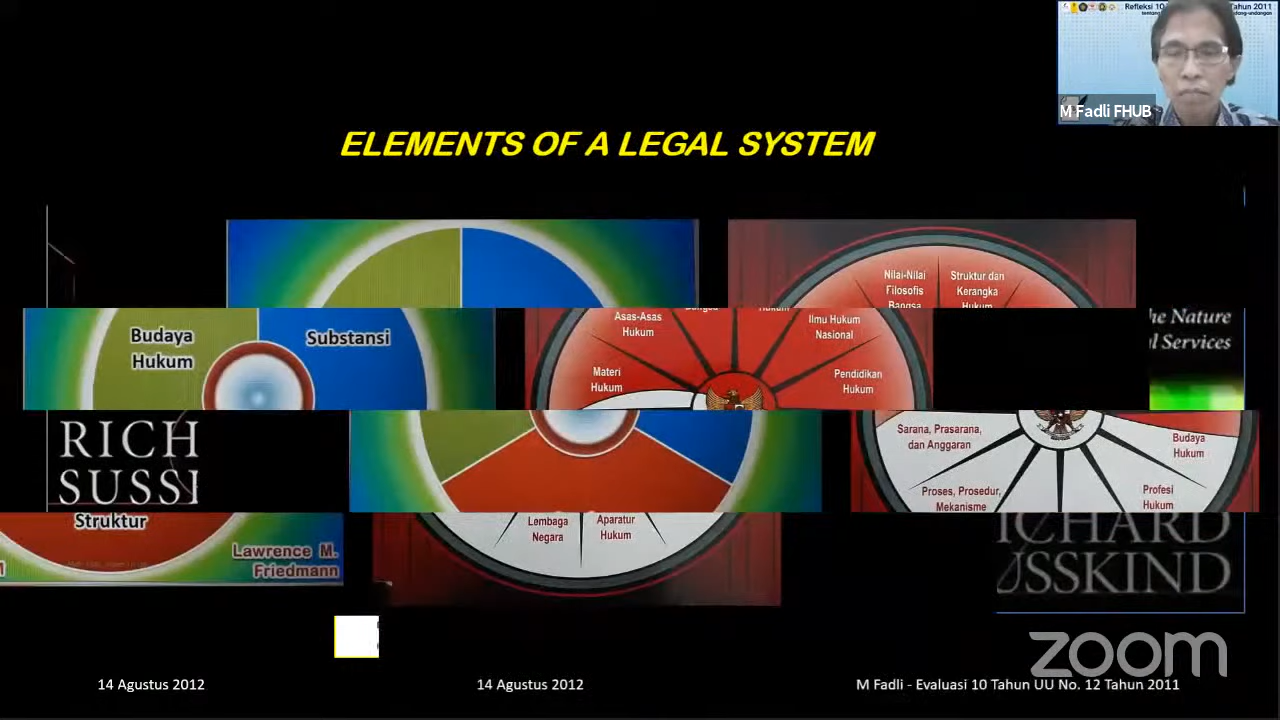 Refleksi 10
Tahun 2011
M Fadli FHUB
ELEMENTS OF A LEGAL SYSTEM
Nilai-Nilai
Filosofis
Bangsa
Struktur dan
Kerangka
Hukum
Budaya
Hukum
Substansi
Asas-Asas
Hukum
Ilmu Hukum
Nasional
Materi
Hukum
Pendidikan
Hukum
Nature
Services
RICH
SUSSI
Sarana, Prasarana,
dan Anggaran
Budaya
Hukum
Proses, Prosedur,
Mekanisme
Profesi
Hukum
Struktur
Lembaga
Negara
Aparatur
Hukum
Lawrence M.
Friedmann
ICHARD
USSKIND
zoom
14 Agustus 2012
14 Agustus 2012
M Fadli - Evaluasi 10 Tahun UU No. 12 Tahun 2011